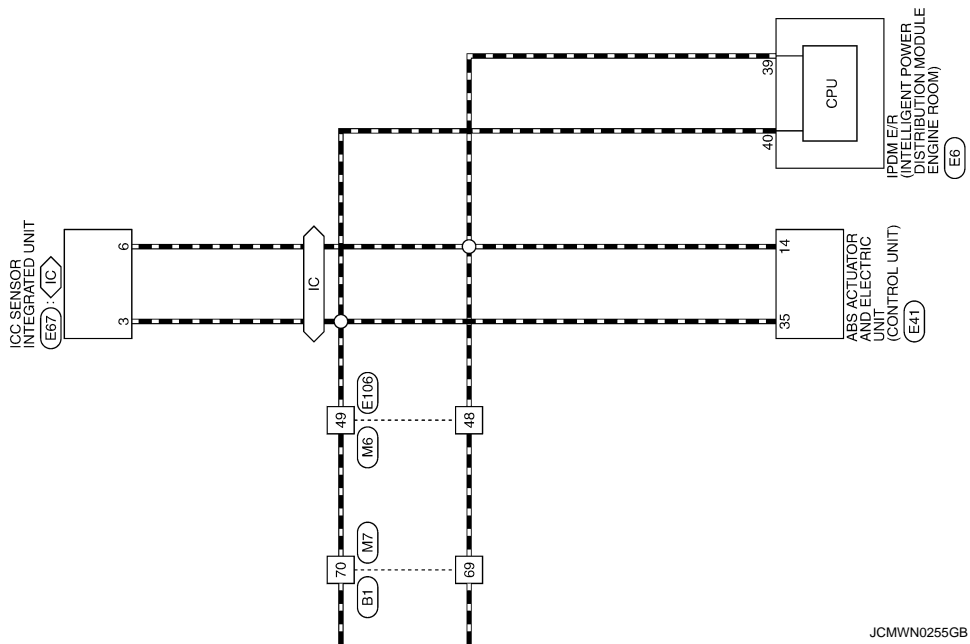 ICC SENSOR
INTEGRATED UNIT
E67 : IC
6
3
IC
39
40
CPU
IPDM E/R
(INTELLIGENT POWER
DISTRIBUTION MODULE
ENGINE ROOM)
E6
14
35
ABS ACTUATOR
AND ELECTRIC
UNIT
(CONTROL UNIT)
E41
49
E106
M6
48
70
M7
B1
69
JCMWN0255GB